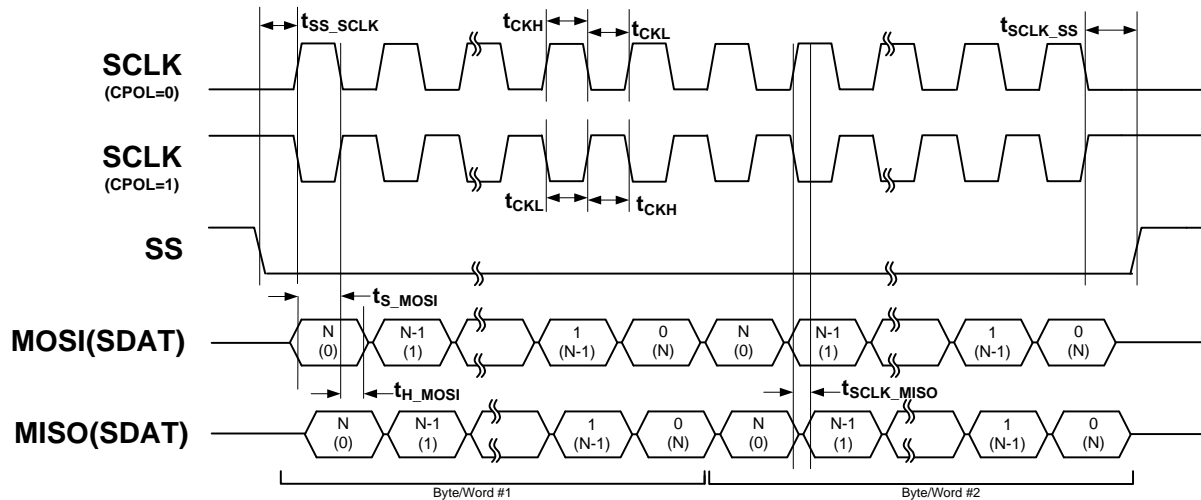 tSS_SCLK
tCKH
tCKL
tSCLK_SS
SCLK
(CPOL=0)
SCLK
(CPOL=1)
tCKL
tCKH
SS
tS_MOSI
MOSI(SDAT)
N
(0)
N-1
(1)
1
(N-1)
0
(N)
N
(0)
N-1
(1)
1
(N-1)
0
(N)
tH_MOSI
tSCLK_MISO
MISO(SDAT)
N
(0)
N-1
(1)
1
(N-1)
0
(N)
N
(0)
N-1
(1)
1
(N-1)
0
(N)
Byte/Word #1
Byte/Word #2